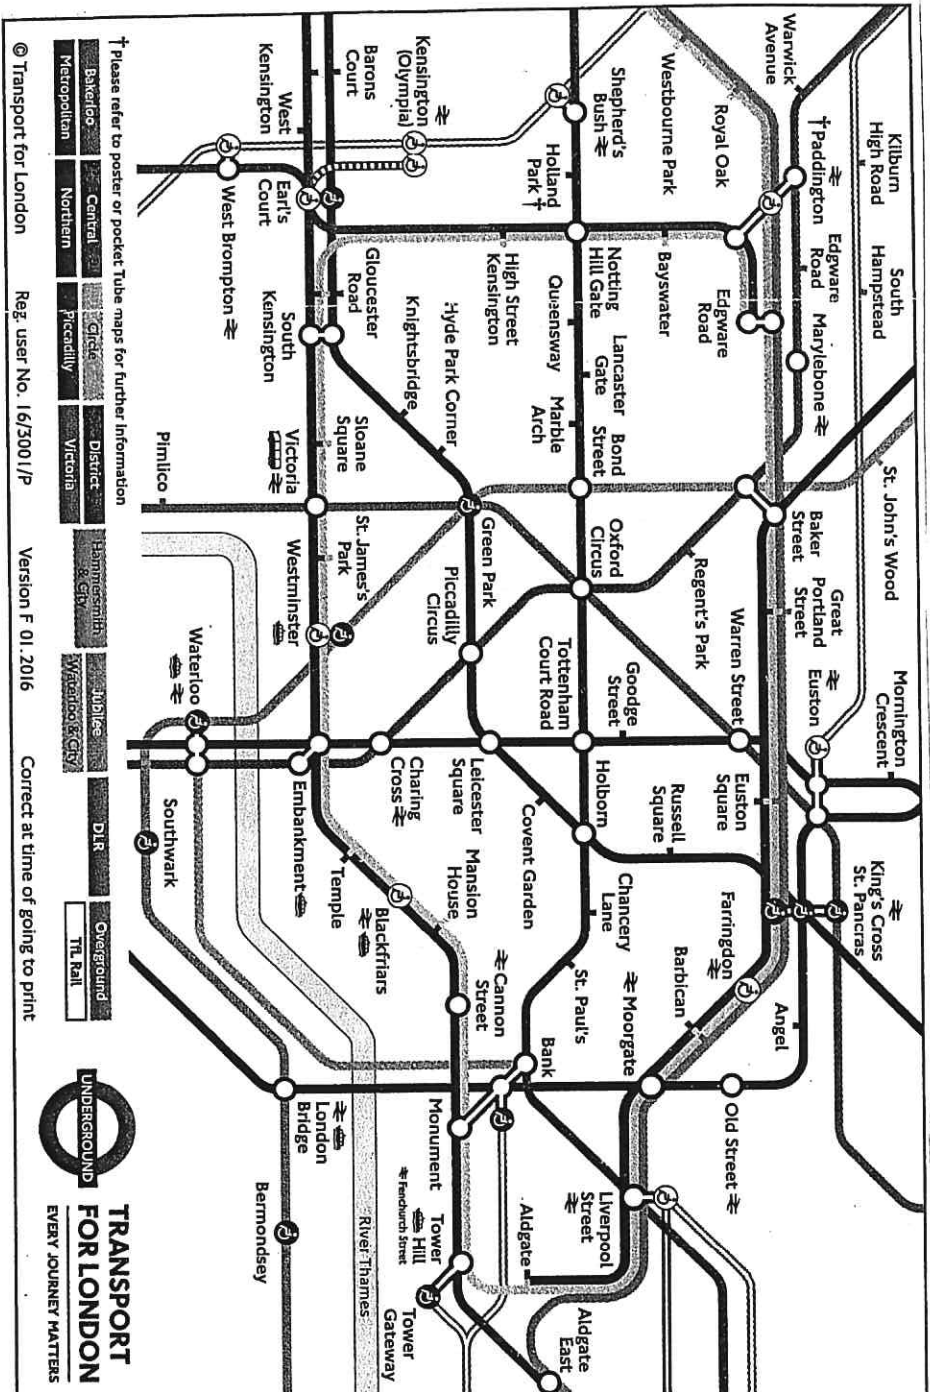 Warwick
Avenue
Kilburn
High Road
South
Hampstead
St. John's Wood
Mornington
Crescent
King's Cross
St. Pancras
†Paddington
Edgware
Road
Marylebone
Baker
Street
Great
Portland
Street
Euston
Royal Oak
Westbourne Park
Edgware
Road
Regent's Park
Warren Street
Euston
Square
Farringdon
Angel
Old Street
Bayswater
Russell
Square
Barbican
Shepherd's
Bush
Notting
Hill Gate
Lancaster
Gate
Bond
Street
Oxford
Circus
Goodge
Street
Holborn
Chancery
Lane
Moorgate
Liverpool
Street
Holland
Park †
Queensway
Marble
Arch
Tottenham
Court Road
Covent Garden
St. Paul's
Bank
Aldgate
Aldgate
East
Kensington
(Olympia)
High Street
Kensington
Hyde Park Corner
Green Park
Piccadilly
Circus
Leicester
Square
Mansion
House
Cannon
Street
Monument
Tower
Hill
Fenchurch Street
Tower
Gateway
Barons
Court
Gloucester
Road
Knightsbridge
Sloane
Square
St. James's
Park
Charing
Cross
Temple
Blackfriars
West
Kensington
Earl's
Court
South
Kensington
Victoria
Westminster
Embankment
River Thames
West Brompton
Pimlico
Waterloo
Southwark
London
Bridge
Bermondsey
†Please refer to poster or pocket Tube maps for further information
Bakerloo
Central
Circle
District
Hammersmith
& City
Jubilee
DLR
Overground
Metropolitan
Northern
Piccadilly
Victoria
Waterloo & City
TfL Rail
© Transport for London
Reg. user No. 16/3001/P
Version F 01.2016
Correct at time of going to print
UNDERGROUND
TRANSPORT
FOR LONDON
EVERY JOURNEY MATTERS